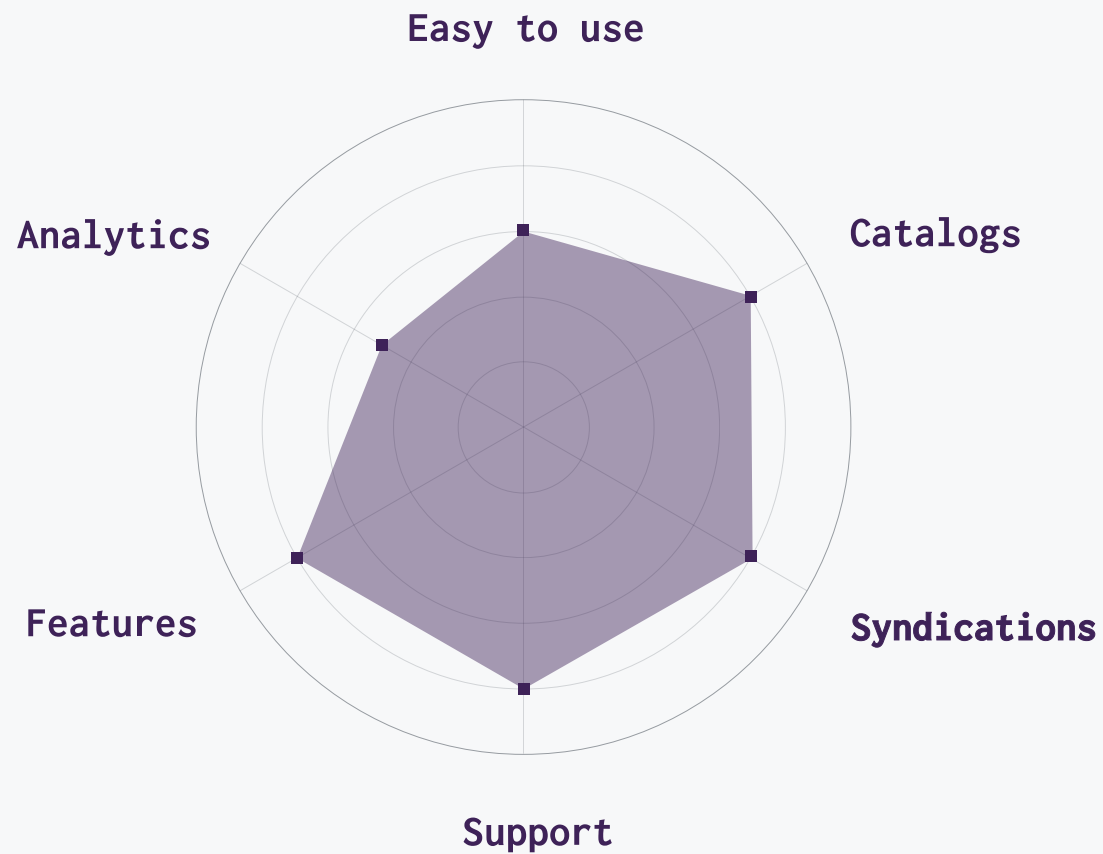 Easy to use
Analytics
Catalogs
Features
Syndications
Support